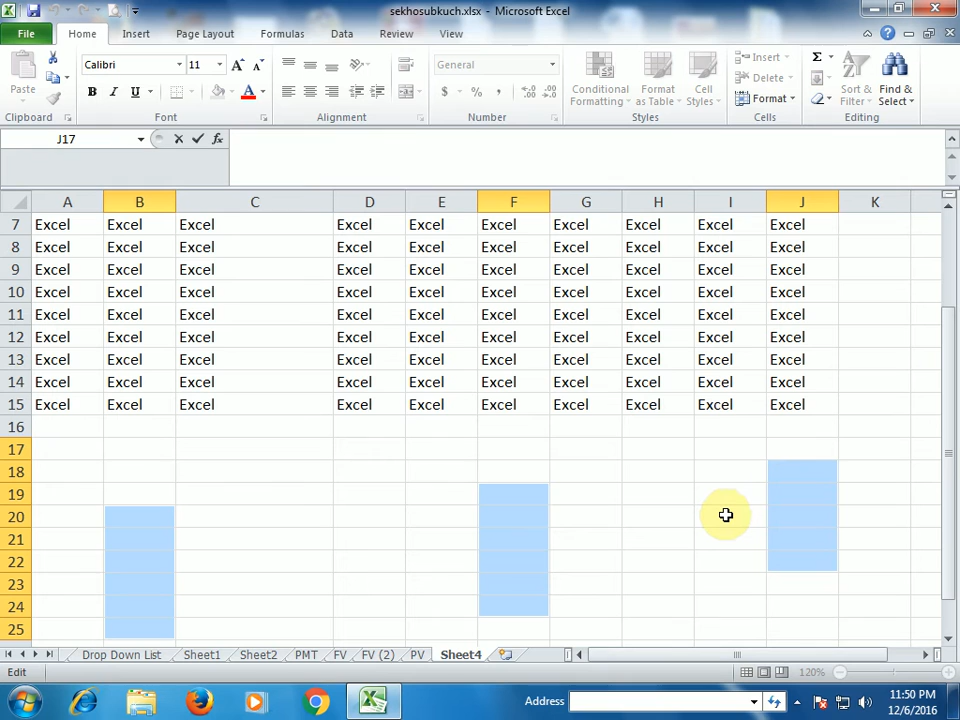 sekhosubkuch.xlsx - Microsoft Excel
File Home Insert Page Layout Formulas Data Review View
Calibri 11 General Insert Σ
Paste B I U $ % , Conditional Formatting Format as Table Cell Styles Delete Format Sort & Filter Find & Select
Clipboard Font Alignment Number Styles Cells Editing
J17 fx
A B C D E F G H I J K
7 Excel Excel Excel Excel Excel Excel Excel Excel Excel Excel
8 Excel Excel Excel Excel Excel Excel Excel Excel Excel Excel
9 Excel Excel Excel Excel Excel Excel Excel Excel Excel Excel
10 Excel Excel Excel Excel Excel Excel Excel Excel Excel Excel
11 Excel Excel Excel Excel Excel Excel Excel Excel Excel Excel
12 Excel Excel Excel Excel Excel Excel Excel Excel Excel Excel
13 Excel Excel Excel Excel Excel Excel Excel Excel Excel Excel
14 Excel Excel Excel Excel Excel Excel Excel Excel Excel Excel
15 Excel Excel Excel Excel Excel Excel Excel Excel Excel Excel
16
17
18
19
20
21
22
23
24
25
Drop Down List Sheet1 Sheet2 PMT FV FV (2) PV Sheet4
Edit 120%
Address 11:50 PM
12/6/2016